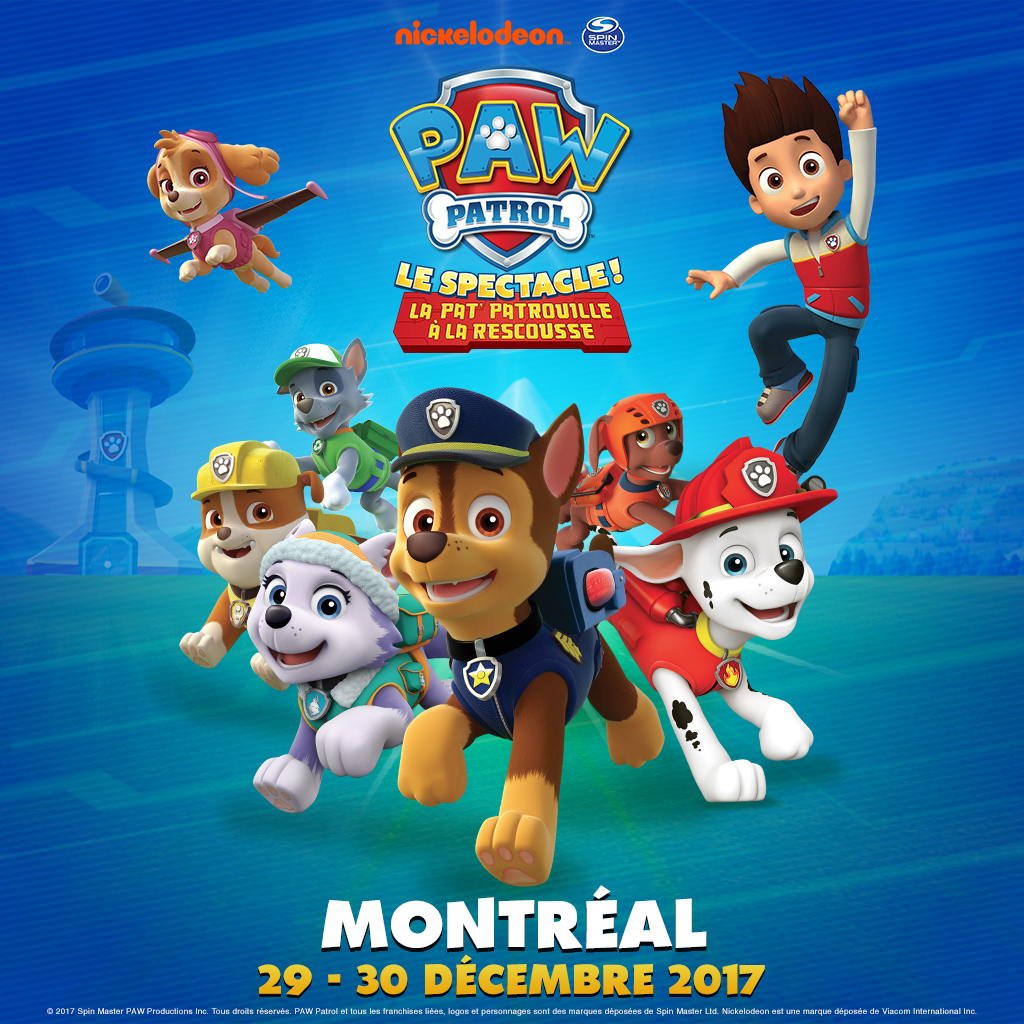 nickelodeon
SPIN MASTER
PAW
PATROL
LE SPECTACLE!
LA PAT' PATROUILLE
À LA RESCOUSSE
MONTRÉAL
29 - 30 DÉCEMBRE 2017
© 2017 Spin Master PAW Productions Inc. Tous droits réservés. PAW Patrol et tous les franchises liées, logos et personnages sont des marques déposées de Spin Master Ltd. Nickelodeon est une marque déposée de Viacom International Inc.